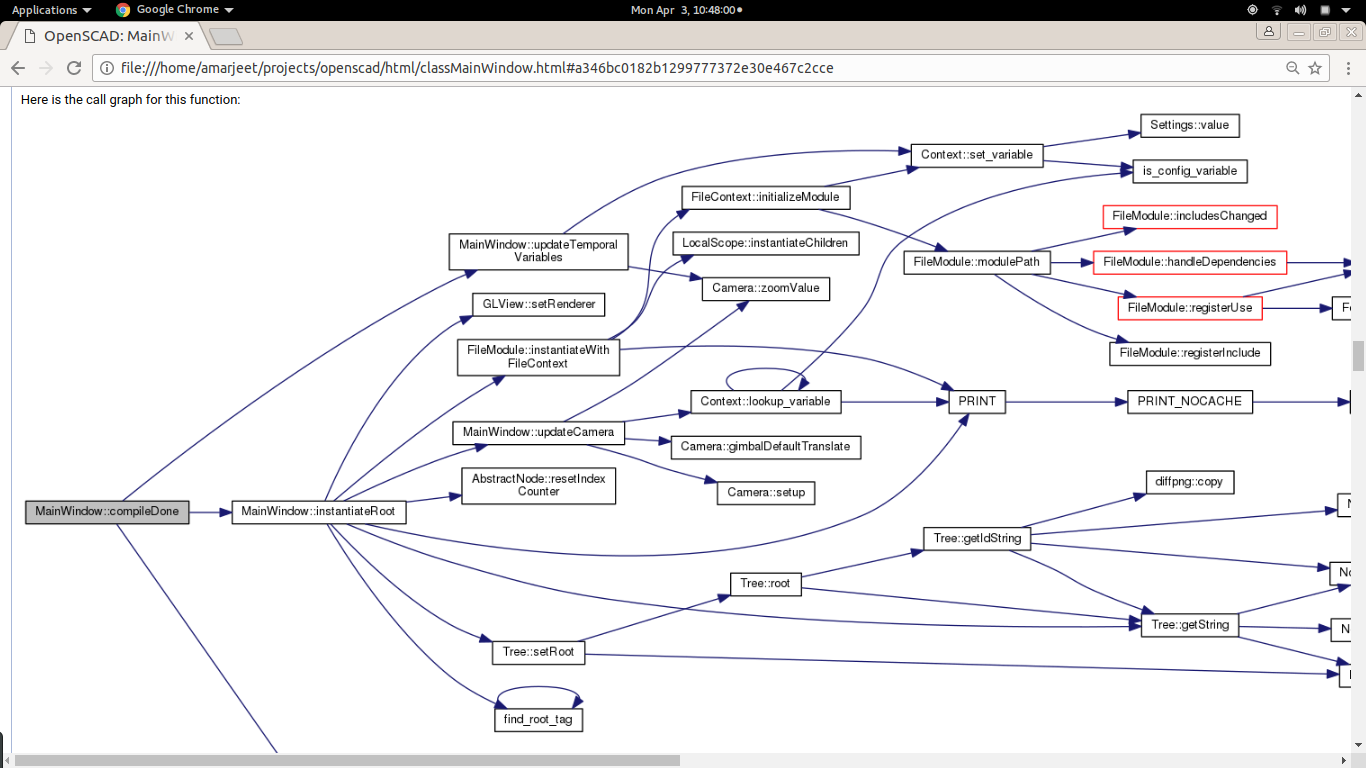 Applications
Google Chrome
Mon Apr 3, 10:48:00
OpenSCAD: MainW
file:///home/amarjeet/projects/openscad/html/classMainWindow.html#a346bc0182b1299777372e30e467c2cce
Here is the call graph for this function:
Settings::value
Context::set_variable
is_config_variable
FileContext::initializeModule
FileModule::includesChanged
MainWindow::updateTemporal
Variables
LocalScope::instantiateChildren
FileModule::modulePath
FileModule::handleDependencies
Camera::zoomValue
GLView::setRenderer
FileModule::registerUse
FileModule::instantiateWith
FileContext
FileModule::registerInclude
Context::lookup_variable
PRINT
PRINT_NOCACHE
MainWindow::updateCamera
Camera::gimbalDefaultTranslate
AbstractNode::resetIndex
Counter
Camera::setup
diffpng::copy
MainWindow::compileDone
MainWindow::instantiateRoot
Tree::getIdString
Tree::root
Tree::getString
Tree::setRoot
find_root_tag